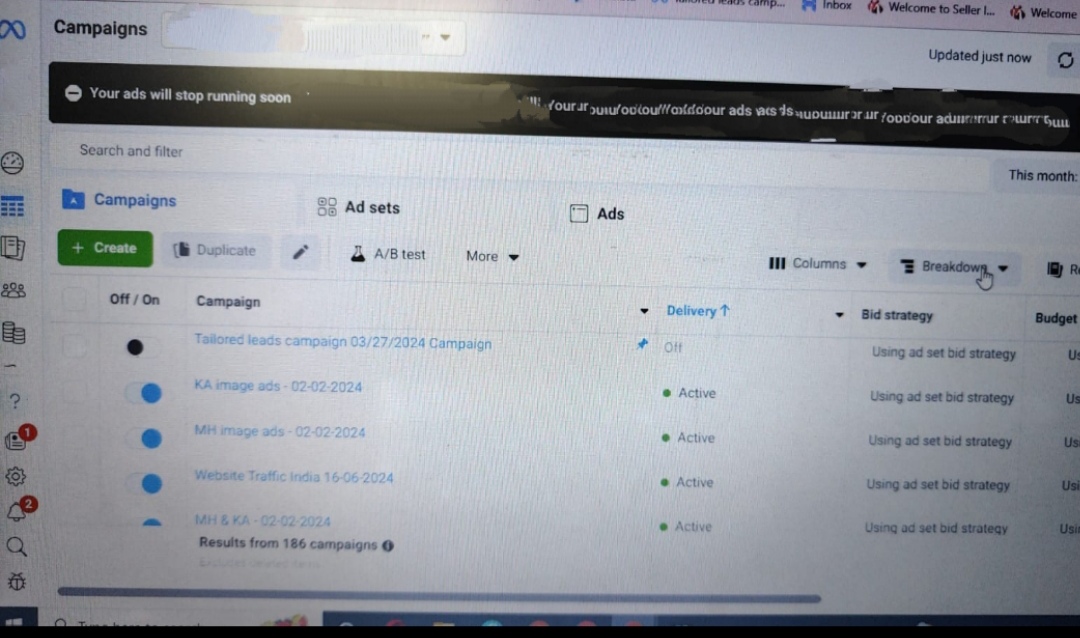 Inbox
Welcome to Seller I...
Welcome
Campaigns
Updated just now
Your ads will stop running soon
Search and filter
This month:
Campaigns
Ad sets
Ads
+ Create
Duplicate
A/B test
More
Columns
Breakdown
Off / On
Campaign
Delivery ↑
Bid strategy
Budget
Tailored leads campaign 03/27/2024 Campaign
Off
Using ad set bid strategy
Us
KA image ads - 02-02-2024
Active
Using ad set bid strategy
Us
MH image ads - 02-02-2024
Active
Using ad set bid strategy
Us
Website Traffic India 16-06-2024
Active
Using ad set bid strategy
Usi
MH & KA - 02-02-2024
Active
Using ad set bid strategy
Usi
Results from 186 campaigns
Excludes deleted items
1
2